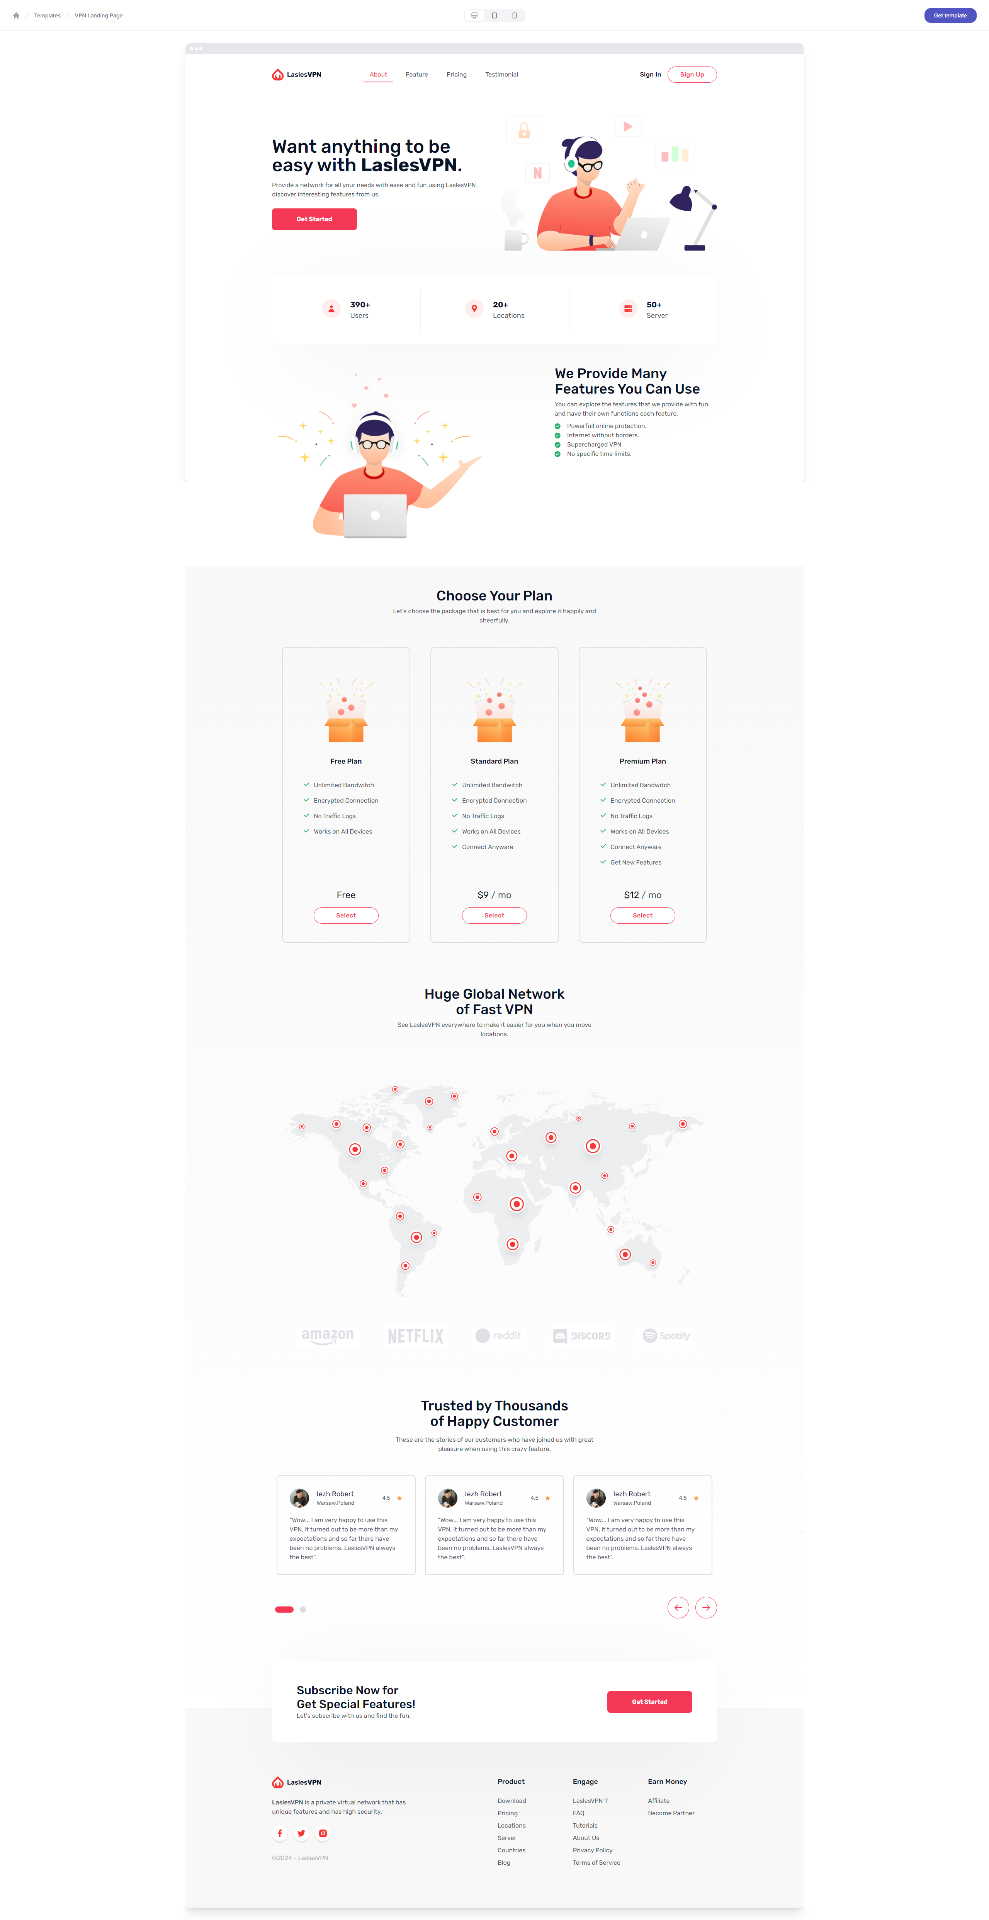 Templates / VPN Landing Page
Get template
LaslesVPN
About
Feature
Pricing
Testimonial
Sign In
Sign Up
Want anything to be
easy with LaslesVPN.
Provide a network for all your needs with ease and fun using LaslesVPN
discover interesting features from us.
Get Started
N
390+
Users
20+
Locations
50+
Server
We Provide Many
Features You Can Use
You can explore the features that we provide with fun
and have their own functions each feature.
Powerfull online protection.
Internet without borders.
Supercharged VPN
No specific time limits.
Choose Your Plan
Let's choose the package that is best for you and explore it happily and
cheerfully.
Free Plan
Unlimited Bandwitch
Encrypted Connection
No Traffic Logs
Works on All Devices
Free
Select
Standard Plan
Unlimited Bandwitch
Encrypted Connection
No Traffic Logs
Works on All Devices
Connect Anyware
$9 / mo
Select
Premium Plan
Unlimited Bandwitch
Encrypted Connection
No Traffic Logs
Works on All Devices
Connect Anyware
Get New Features
$12 / mo
Select
Huge Global Network
of Fast VPN
See LaslesVPN everywhere to make it easier for you when you move
locations.
amazon
NETFLIX
reddit
DISCORD
Spotify
Trusted by Thousands
of Happy Customer
These are the stories of our customers who have joined us with great
pleasure when using this crazy feature.
Iezh Robert
Warsaw,Poland
4.5
"Wow... I am very happy to use this
VPN, it turned out to be more than my
expectations and so far there have
been no problems. LaslesVPN always
the best".
Iezh Robert
Warsaw,Poland
4.5
"Wow... I am very happy to use this
VPN, it turned out to be more than my
expectations and so far there have
been no problems. LaslesVPN always
the best".
Iezh Robert
Warsaw,Poland
4.5
"Wow... I am very happy to use this
VPN, it turned out to be more than my
expectations and so far there have
been no problems. LaslesVPN always
the best".
Subscribe Now for
Get Special Features!
Let's subscribe with us and find the fun.
Get Started
LaslesVPN
LaslesVPN is a private virtual network that has
unique features and has high security.
©2024 - LaslesVPN
Product
Download
Pricing
Locations
Server
Countries
Blog
Engage
LaslesVPN ?
FAQ
Tutorials
About Us
Privacy Policy
Terms of Service
Earn Money
Affiliate
Become Partner